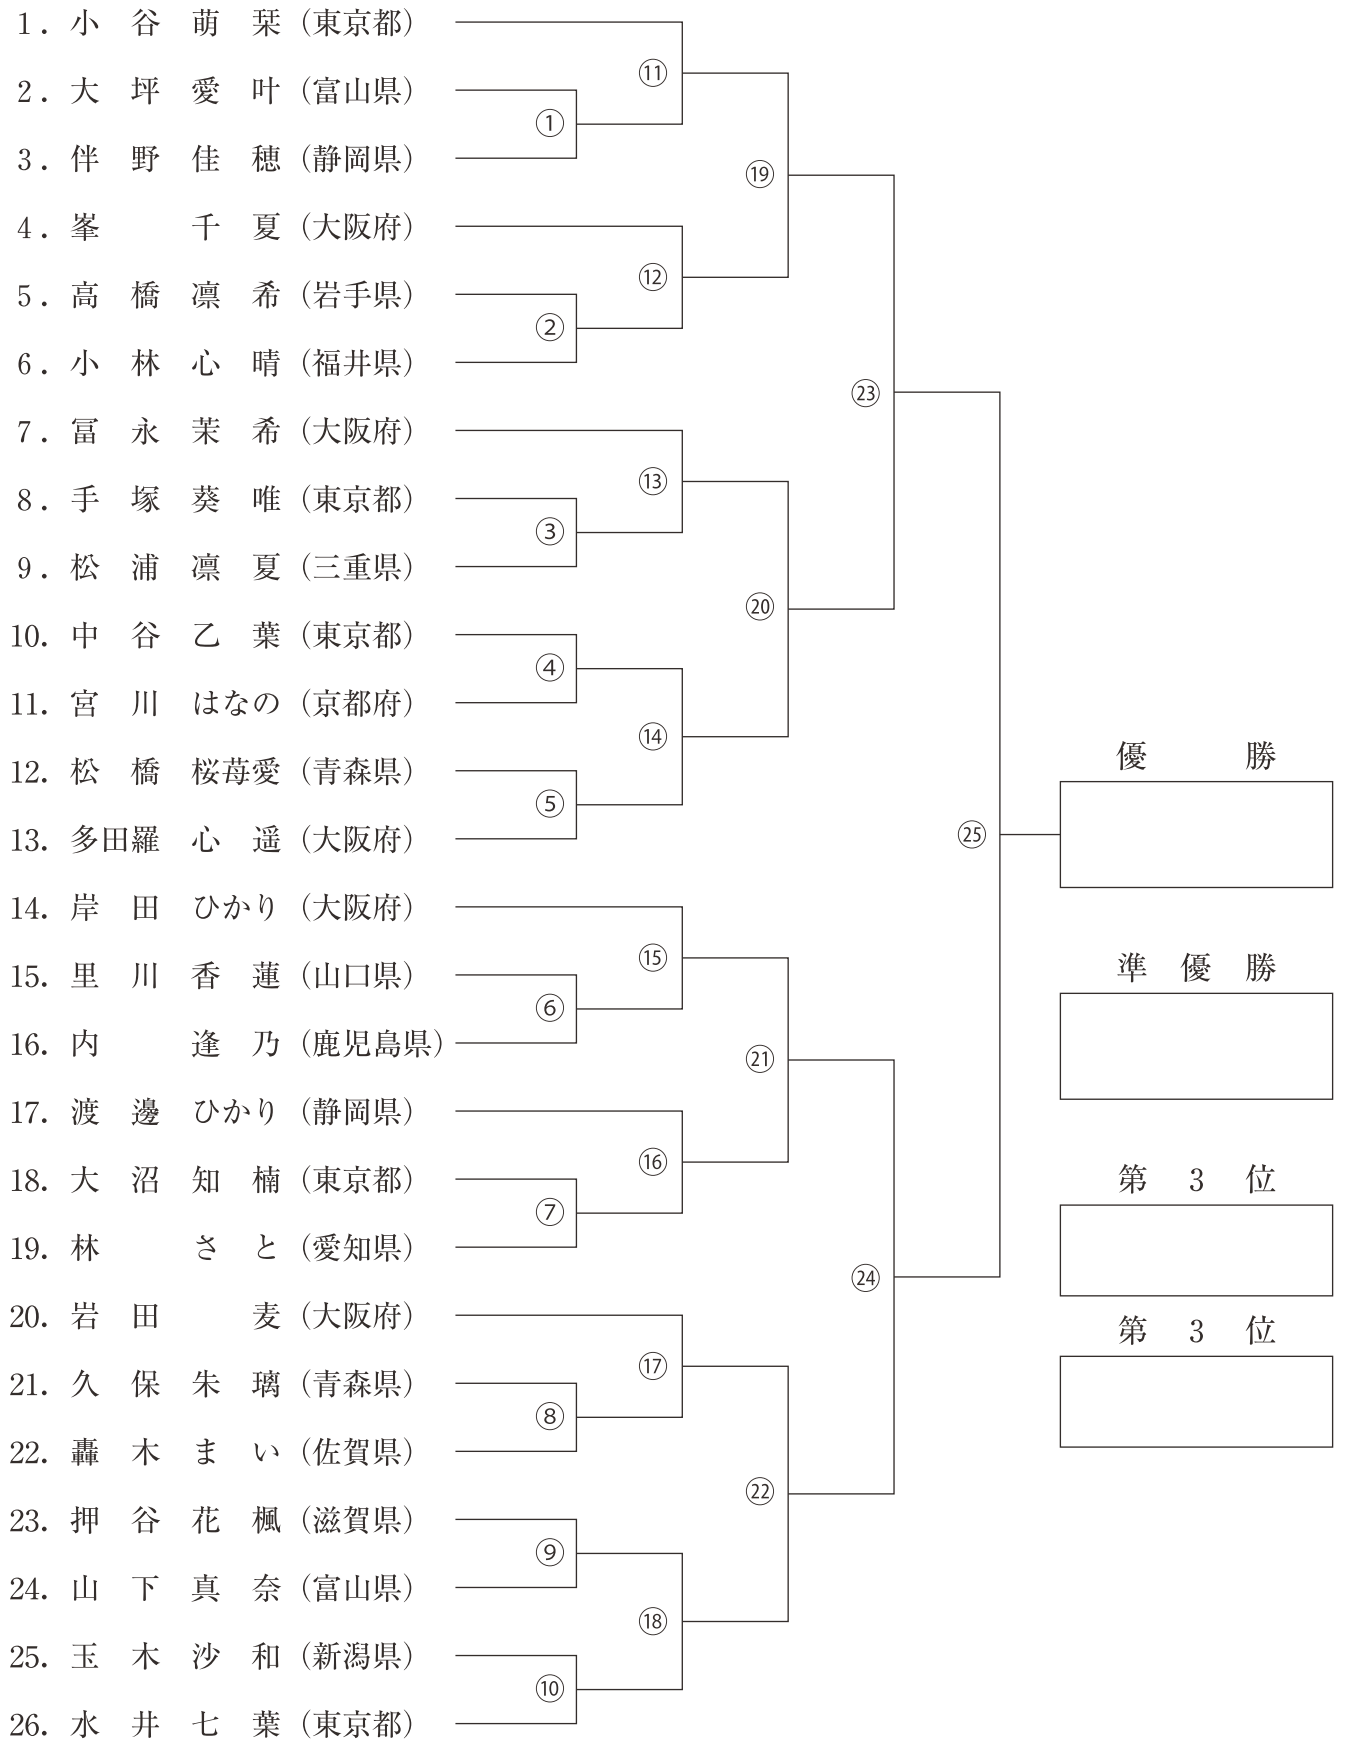 1. 小谷萌栞(東京都)
2. 大坪愛叶(富山県)
3. 伴野佳穂(静岡県)
4. 峯千夏(大阪府)
5. 高橋凛希(岩手県)
6. 小林心晴(福井県)
7. 冨永茉希(大阪府)
8. 手塚葵唯(東京都)
9. 松浦凛夏(三重県)
10. 中谷乙葉(東京都)
11. 宮川はなの(京都府)
12. 松橋桜苺愛(青森県)
13. 多田羅心遥(大阪府)
14. 岸田ひかり(大阪府)
15. 里川香蓮(山口県)
16. 内逢乃(鹿児島県)
17. 渡邊ひかり(静岡県)
18. 大沼知楠(東京都)
19. 林さと(愛知県)
20. 岩田麦(大阪府)
21. 久保朱璃(青森県)
22. 轟木まい(佐賀県)
23. 押谷花楓(滋賀県)
24. 山下真奈(富山県)
25. 玉木沙和(新潟県)
26. 水井七葉(東京都)
①
②
③
④
⑤
⑥
⑦
⑧
⑨
⑩
⑪
⑫
⑬
⑭
⑮
⑯
⑰
⑱
⑲
⑳
㉑
㉒
㉓
㉔
㉕
優勝
準優勝
第3位
第3位